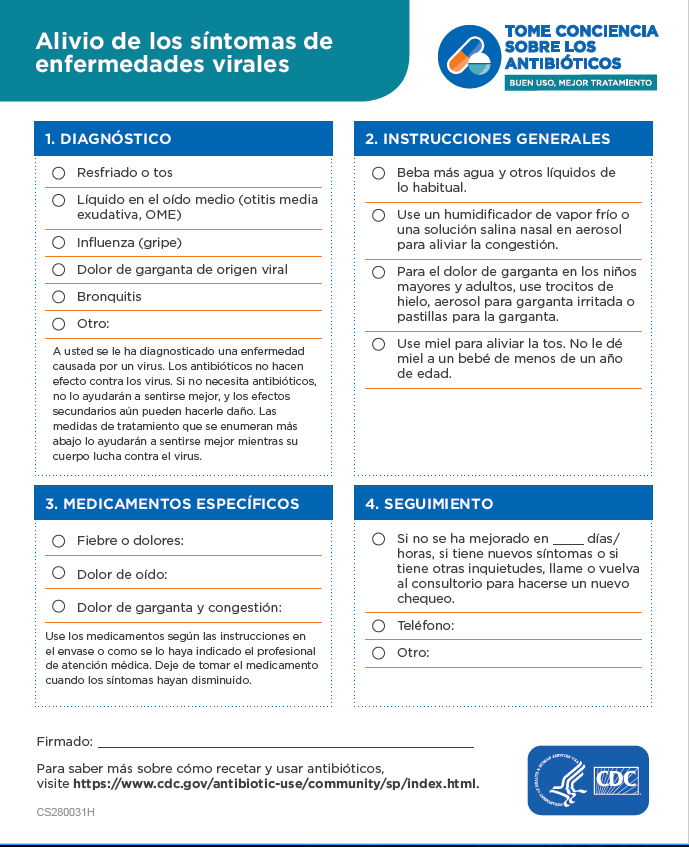 Alivio de los síntomas de
enfermedades virales
TOME CONCIENCIA
SOBRE LOS
ANTIBIÓTICOS
BUEN USO, MEJOR TRATAMIENTO
1. DIAGNÓSTICO
Resfriado o tos
Líquido en el oído medio (otitis media
exudativa, OME)
Influenza (gripe)
Dolor de garganta de origen viral
Bronquitis
Otro:
A usted se le ha diagnosticado una enfermedad
causada por un virus. Los antibióticos no hacen
efecto contra los virus. Si no necesita antibióticos,
no lo ayudarán a sentirse mejor, y los efectos
secundarios aún pueden hacerle daño. Las
medidas de tratamiento que se enumeran más
abajo lo ayudarán a sentirse mejor mientras su
cuerpo lucha contra el virus.
2. INSTRUCCIONES GENERALES
Beba más agua y otros líquidos de
lo habitual.
Use un humidificador de vapor frío o
una solución salina nasal en aerosol
para aliviar la congestión.
Para el dolor de garganta en los niños
mayores y adultos, use trocitos de
hielo, aerosol para garganta irritada o
pastillas para la garganta.
Use miel para aliviar la tos. No le dé
miel a un bebé de menos de un año
de edad.
3. MEDICAMENTOS ESPECÍFICOS
Fiebre o dolores:
Dolor de oído:
Dolor de garganta y congestión:
Use los medicamentos según las instrucciones en
el envase o como se lo haya indicado el profesional
de atención médica. Deje de tomar el medicamento
cuando los síntomas hayan disminuido.
4. SEGUIMIENTO
Si no se ha mejorado en ____ días/
horas, si tiene nuevos síntomas o si
tiene otras inquietudes, llame o vuelva
al consultorio para hacerse un nuevo
chequeo.
Teléfono:
Otro:
Firmado:
Para saber más sobre cómo recetar y usar antibióticos,
visite https://www.cdc.gov/antibiotic-use/community/sp/index.html.
CS280031H
CDC